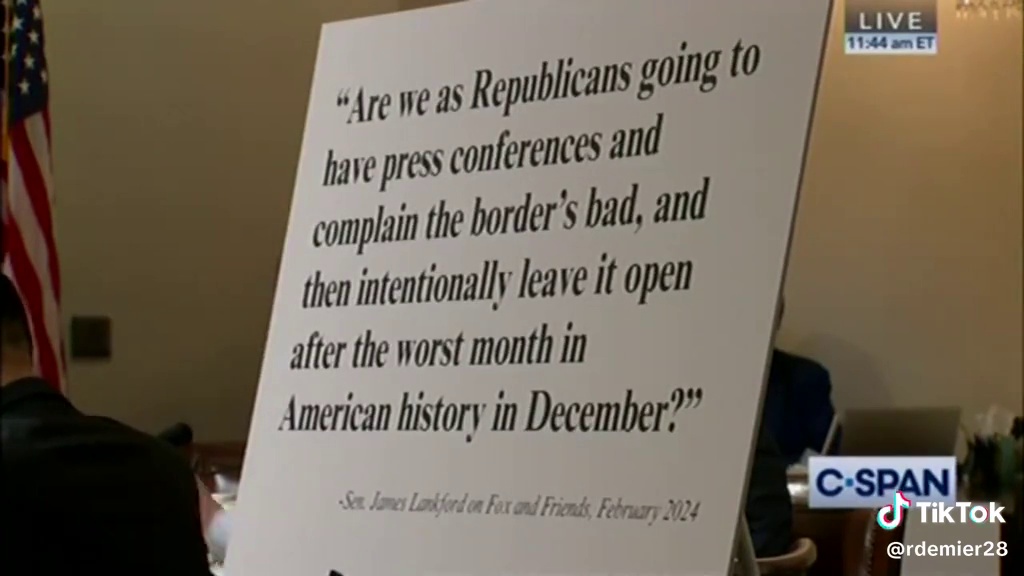 LIVE
11:44 am ET
“Are we as Republicans going to
have press conferences and
complain the border’s bad, and
then intentionally leave it open
after the worst month in
American history in December?”
-Sen. James Lankford on Fox and Friends, February 2024
C-SPAN
TikTok
@rdemier28